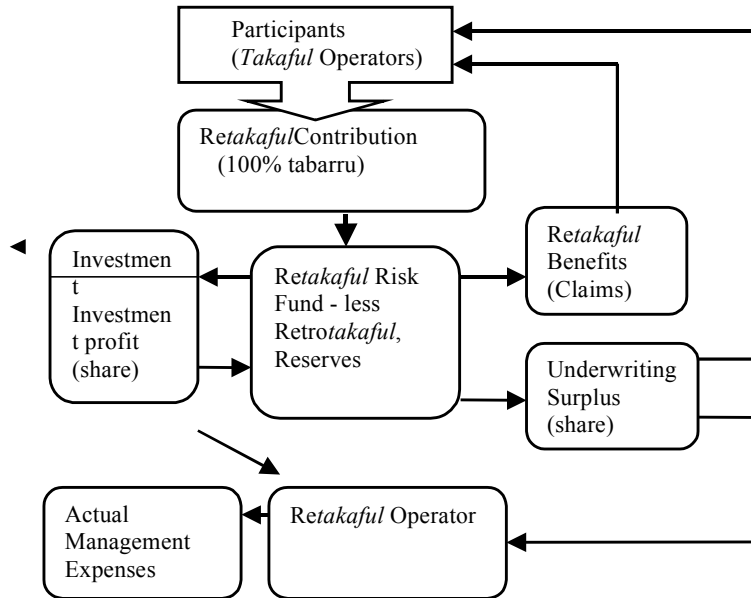 Participants
(Takaful Operators)
RetakafulContribution
(100% tabarru)
Investmen
t
Investmen
t profit
(share)
Retakaful Risk
Fund - less
Retrotakaful,
Reserves
Retakaful
Benefits
(Claims)
Underwriting
Surplus
(share)
Actual
Management
Expenses
Retakaful Operator